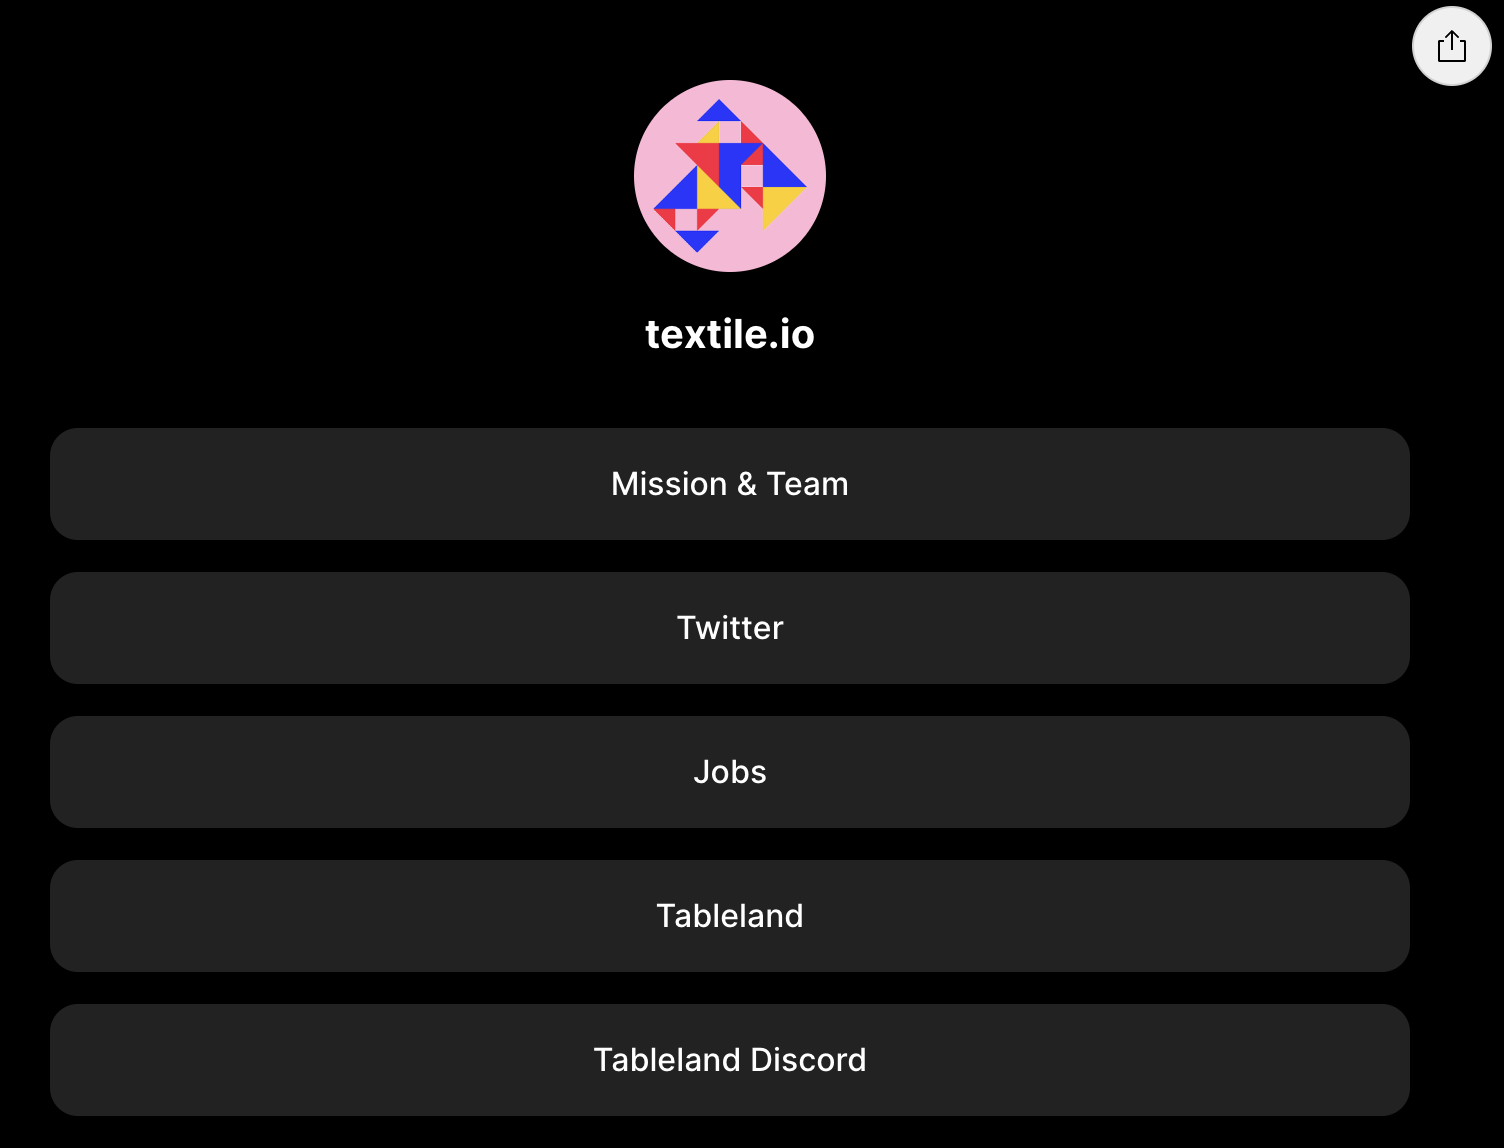 textile.io
Mission & Team
Twitter
Jobs
Tableland
Tableland Discord